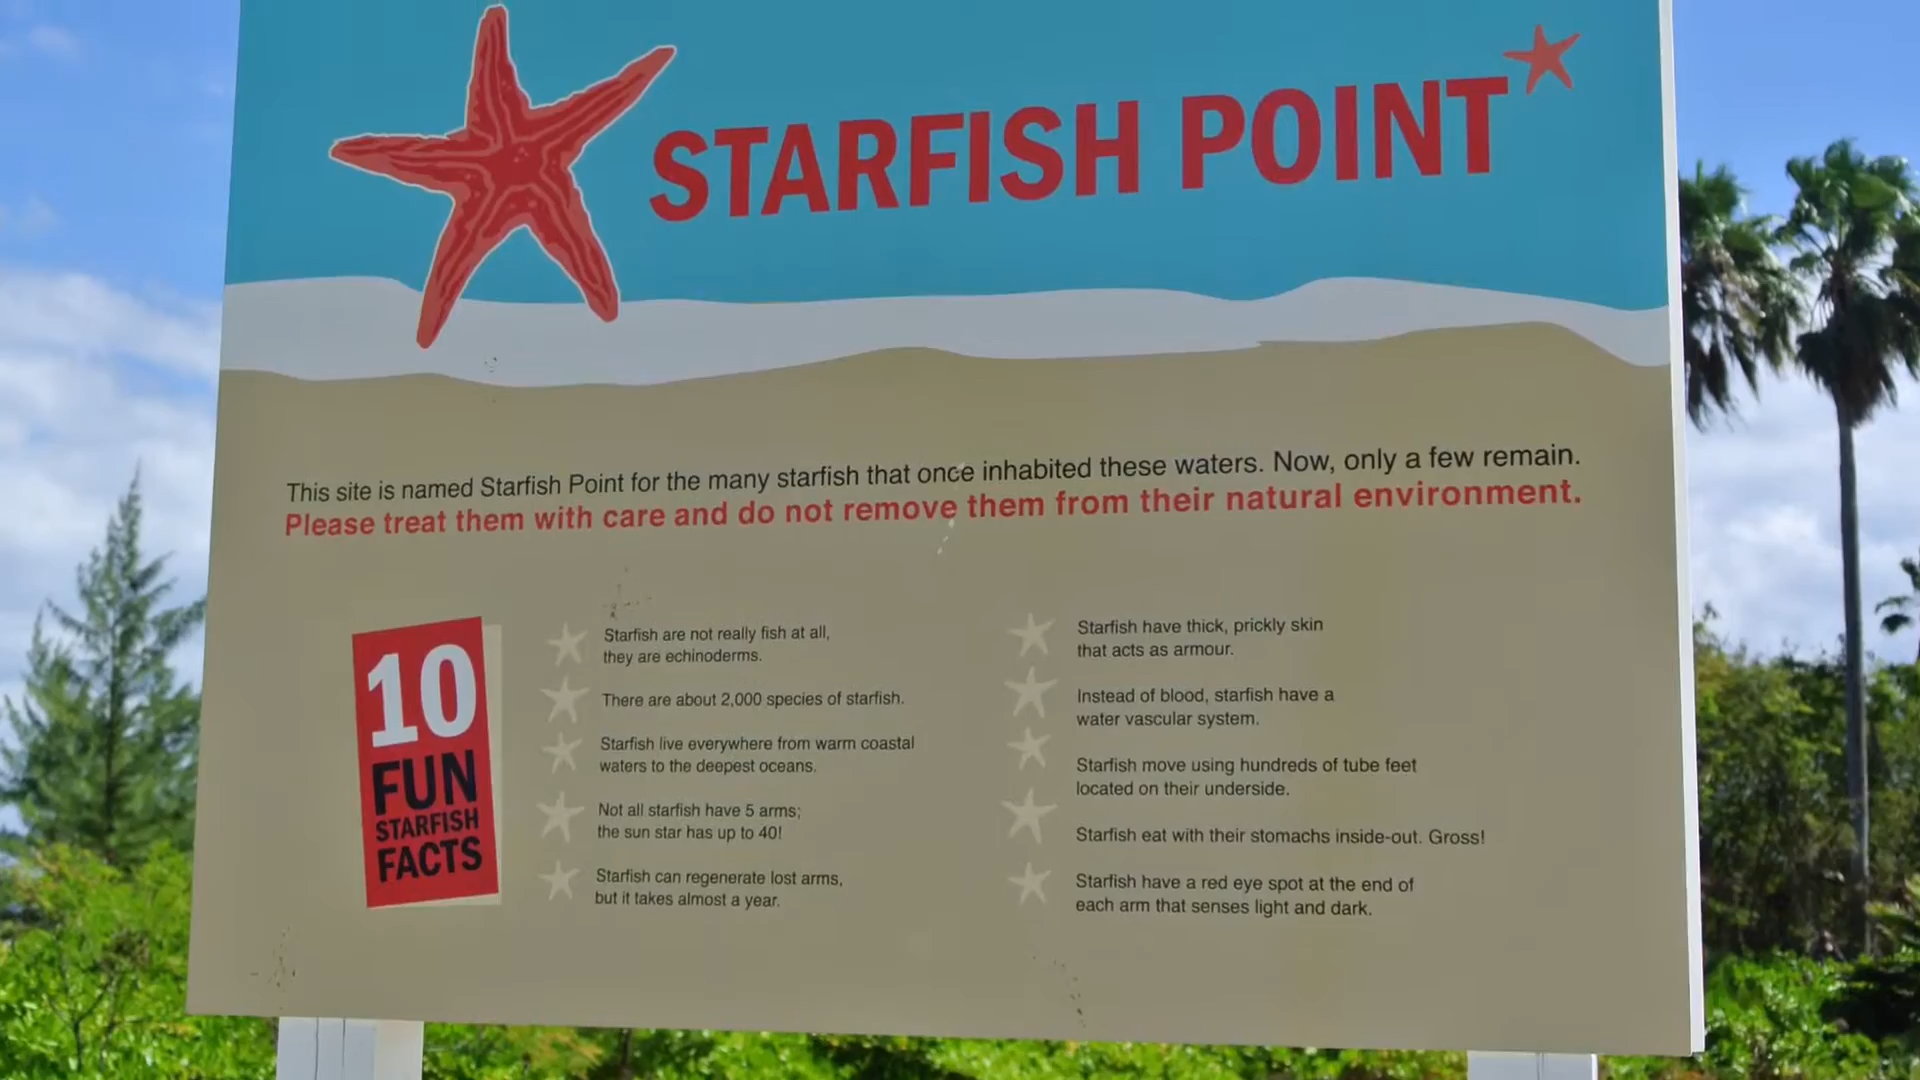 STARFISH POINT
This site is named Starfish Point for the many starfish that once inhabited these waters. Now, only a few remain.
Please treat them with care and do not remove them from their natural environment.
10
FUN
STARFISH
FACTS
Starfish are not really fish at all,
they are echinoderms.
There are about 2,000 species of starfish.
Starfish live everywhere from warm coastal
waters to the deepest oceans.
Not all starfish have 5 arms;
the sun star has up to 40!
Starfish can regenerate lost arms,
but it takes almost a year.
Starfish have thick, prickly skin
that acts as armour.
Instead of blood, starfish have a
water vascular system.
Starfish move using hundreds of tube feet
located on their underside.
Starfish eat with their stomachs inside-out. Gross!
Starfish have a red eye spot at the end of
each arm that senses light and dark.